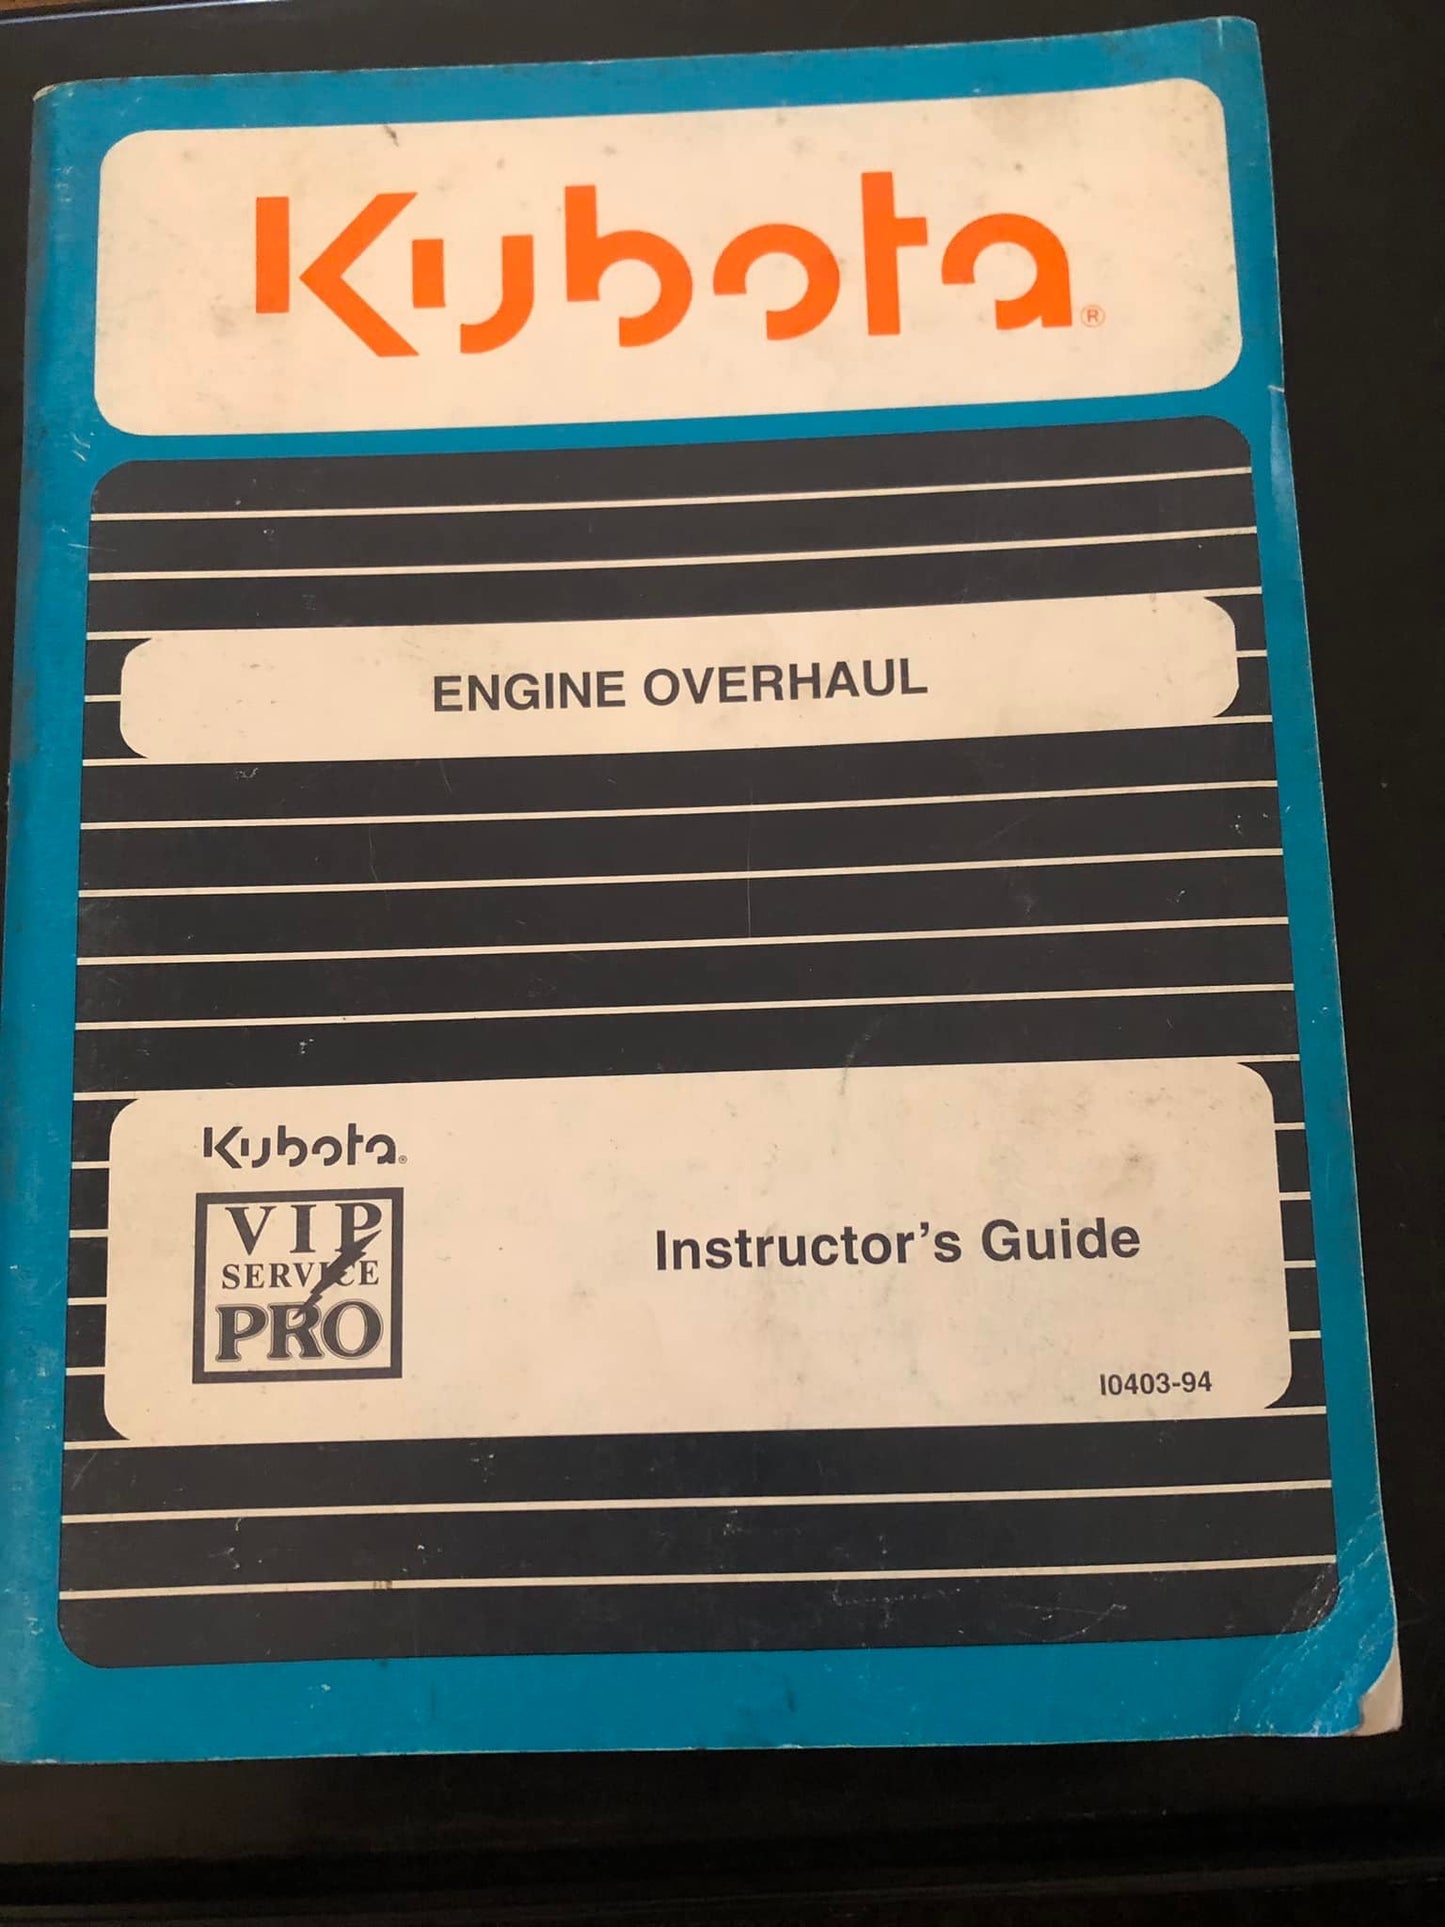 Kubota®
ENGINE OVERHAUL
Kubota®
VIP
SERVICE
PRO
Instructor's Guide
I0403-94